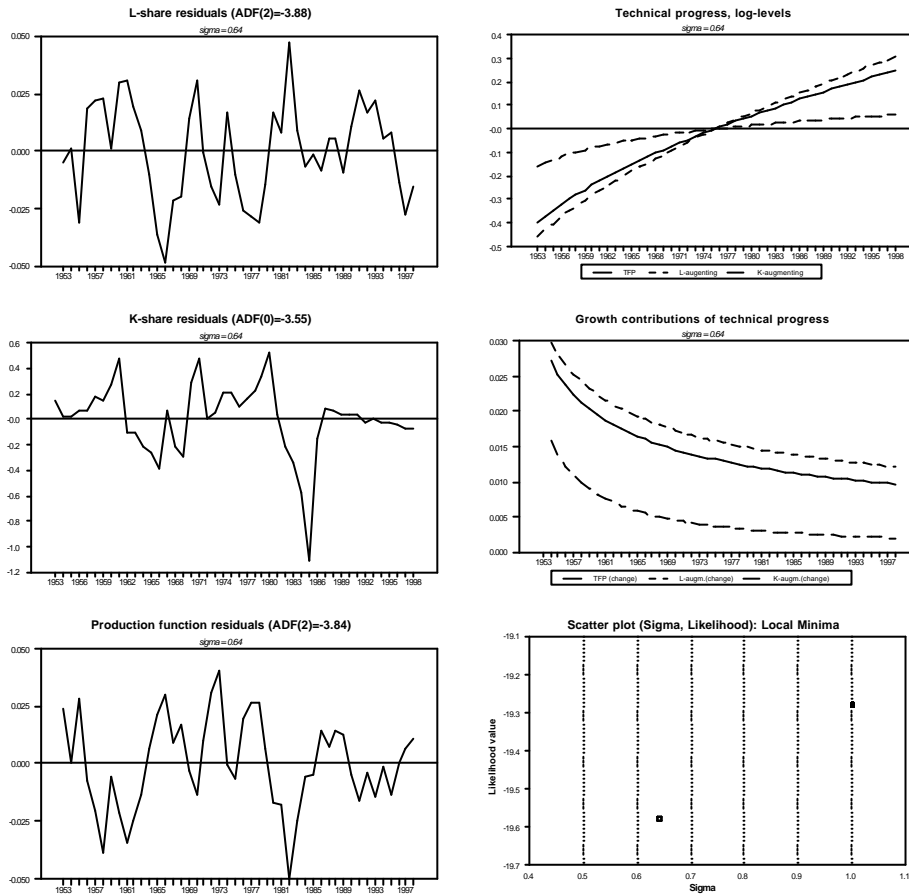 L-share residuals (ADF(2)=-3.88)
sigma = 0.64
0.050
0.025
0.000
-0.025
-0.050
1953 1957 1961 1965 1969 1973 1977 1981 1985 1989 1993 1997
Technical progress, log-levels
sigma = 0.64
0.4
0.3
0.2
0.1
-0.0
-0.1
-0.2
-0.3
-0.4
-0.5
1953 1956 1959 1962 1965 1968 1971 1974 1977 1980 1983 1986 1989 1992 1995 1998
TFP L-augenting K-augmenting
K-share residuals (ADF(0)=-3.55)
sigma = 0.64
0.6
0.4
0.2
-0.0
-0.2
-0.4
-0.6
-0.8
-1.0
-1.2
1953 1956 1959 1962 1965 1968 1971 1974 1977 1980 1983 1986 1989 1992 1995 1998
Growth contributions of technical progress
sigma = 0.64
0.030
0.025
0.020
0.015
0.010
0.005
0.000
1953 1957 1961 1965 1969 1973 1977 1981 1985 1989 1993 1997
TFP (change) L-augm.(change) K-augm.(change)
Production function residuals (ADF(2)=-3.84)
sigma = 0.64
0.050
0.025
0.000
-0.025
-0.050
1953 1957 1961 1965 1969 1973 1977 1981 1985 1989 1993 1997
Scatter plot (Sigma, Likelihood): Local Minima
Likelihood value
-19.1
-19.2
-19.3
-19.4
-19.5
-19.6
-19.7
0.4 0.5 0.6 0.7 0.8 0.9 1.0 1.1
Sigma